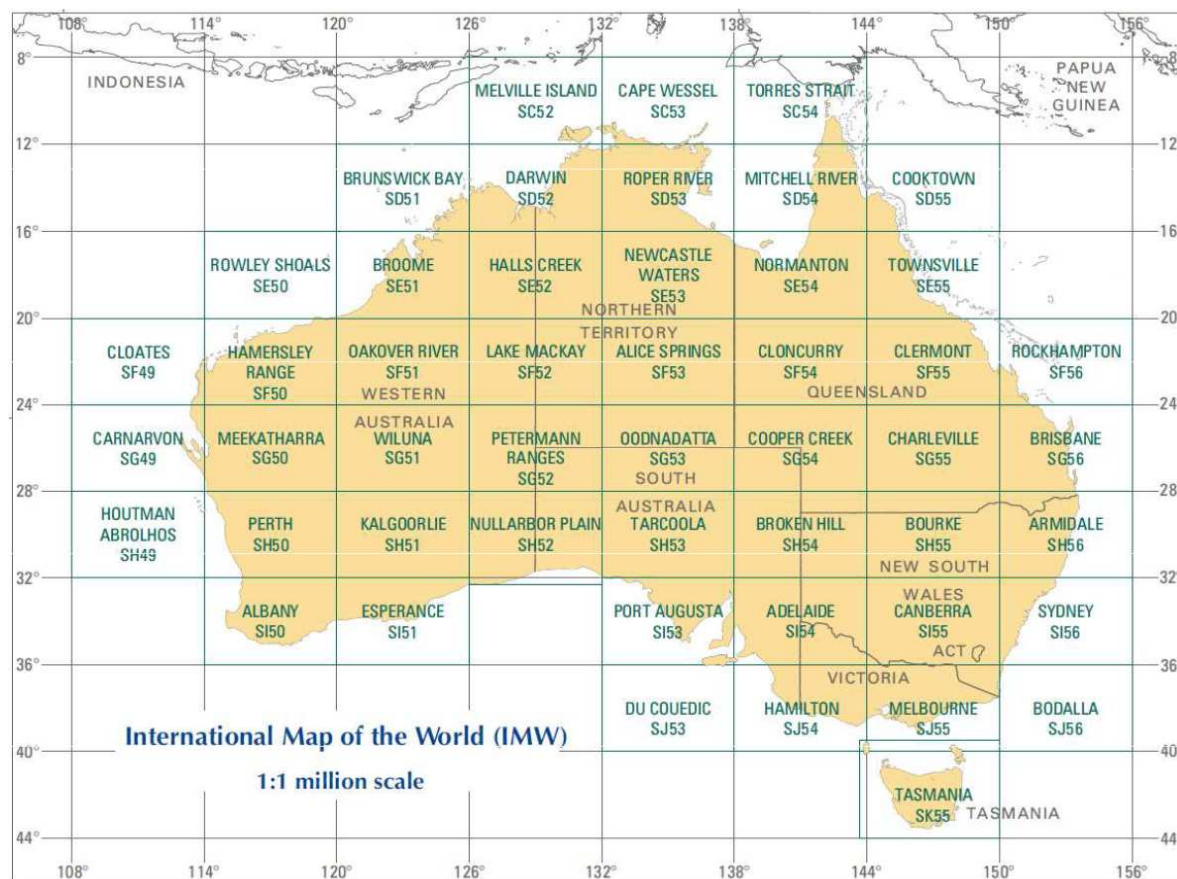 108° 114° 120° 126° 132° 138° 144° 150° 156°
8° 8°
INDONESIA
PAPUA
NEW
GUINEA
MELVILLE ISLAND
SC52
CAPE WESSEL
SC53
TORRES STRAIT
SC54
12° 12°
BRUNSWICK BAY
SD51
DARWIN
SD52
ROPER RIVER
SD53
MITCHELL RIVER
SD54
COOKTOWN
SD55
16° 16°
ROWLEY SHOALS
SE50
BROOME
SE51
HALLS CREEK
SE52
NEWCASTLE
WATERS
SE53
NORMANTON
SE54
TOWNSVILLE
SE55
NORTHERN
TERRITORY
20° 20°
CLOATES
SF49
HAMERSLEY
RANGE
SF50
OAKOVER RIVER
SF51
LAKE MACKAY
SF52
ALICE SPRINGS
SF53
CLONCURRY
SF54
CLERMONT
SF55
ROCKHAMPTON
SF56
WESTERN
AUSTRALIA
QUEENSLAND
24° 24°
CARNARVON
SG49
MEEKATHARRA
SG50
WILUNA
SG51
PETERMANN
RANGES
SG52
OODNADATTA
SG53
COOPER CREEK
SG54
CHARLEVILLE
SG55
BRISBANE
SG56
SOUTH
AUSTRALIA
28° 28°
HOUTMAN
ABROLHOS
SH49
PERTH
SH50
KALGOORLIE
SH51
NULLARBOR PLAIN
SH52
TARCOOLA
SH53
BROKEN HILL
SH54
BOURKE
SH55
ARMIDALE
SH56
NEW SOUTH
WALES
32° 32°
ALBANY
SI50
ESPERANCE
SI51
PORT AUGUSTA
SI53
ADELAIDE
SI54
CANBERRA
SI55
SYDNEY
SI56
ACT
36° 36°
VICTORIA
DU COUEDIC
SJ53
HAMILTON
SJ54
MELBOURNE
SJ55
BODALLA
SJ56
International Map of the World (IMW)
1:1 million scale
40° 40
TASMANIA
SK55
TASMANIA
44° 44
108° 114° 120° 126° 132° 138° 144° 150° 156°